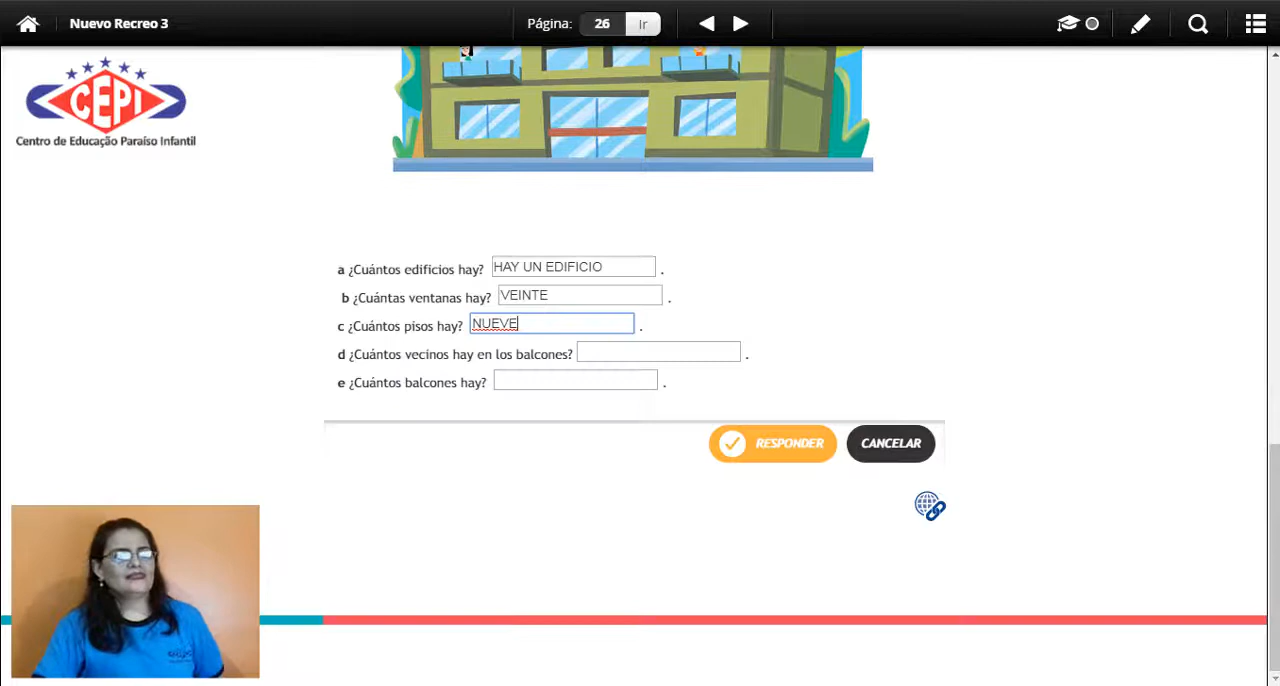 Nuevo Recreo 3
Página: 26 Ir
CEPI
Centro de Educação Paraíso Infantil
a ¿Cuántos edificios hay? HAY UN EDIFICIO .
b ¿Cuántas ventanas hay? VEINTE .
c ¿Cuántos pisos hay? NUEVE .
d ¿Cuántos vecinos hay en los balcones? .
e ¿Cuántos balcones hay? .
RESPONDER CANCELAR